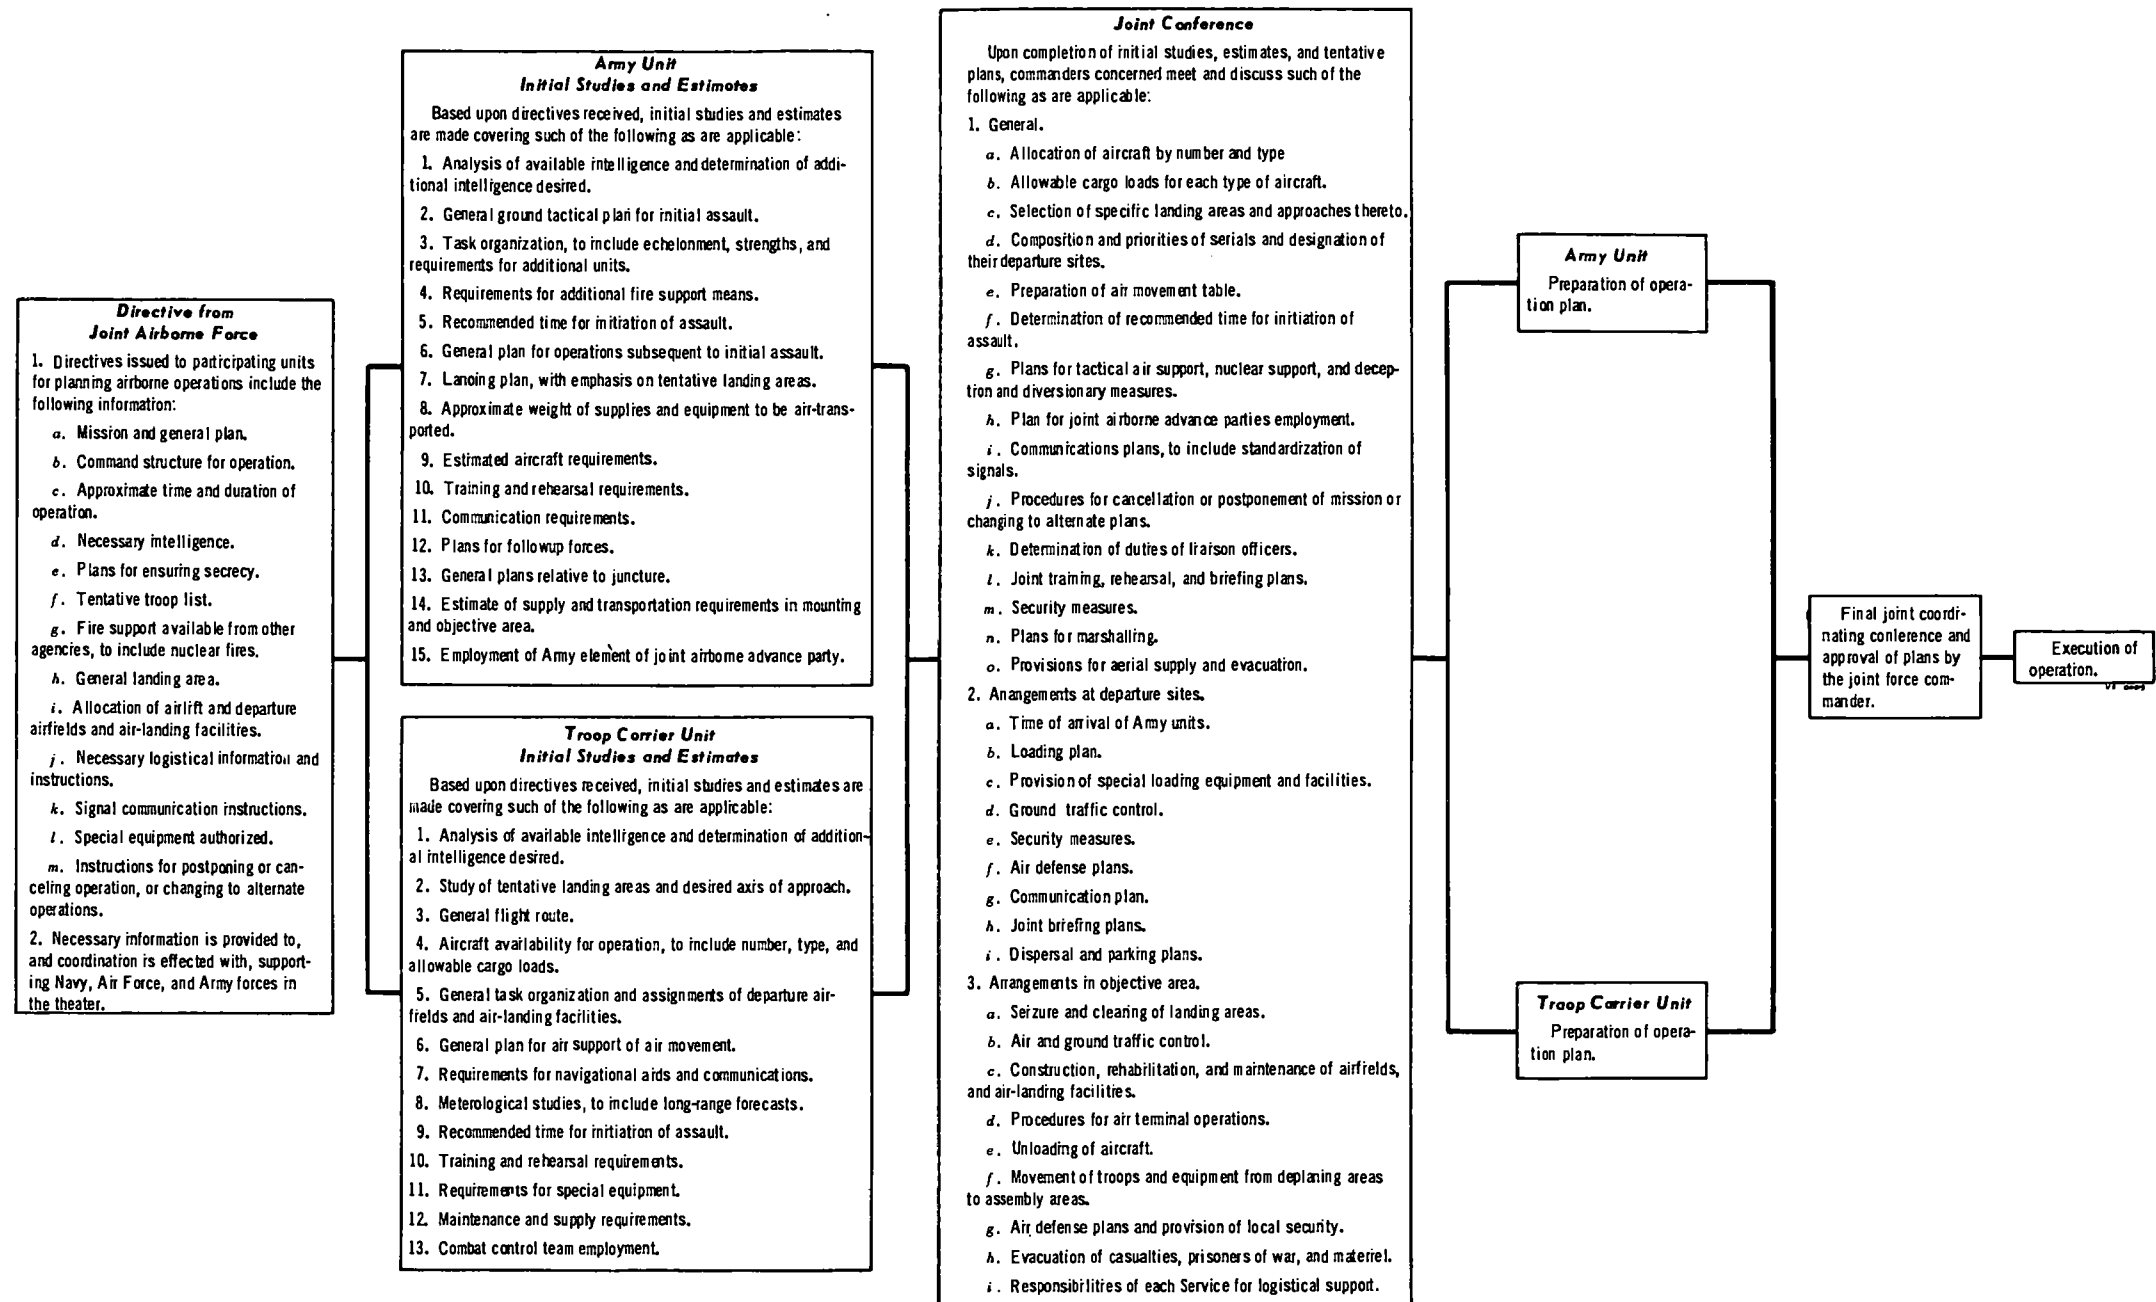 Directive from
Joint Airborne Force
1. Directives issued to participating units
for planning airborne operations include the
following information:
a. Mission and general plan.
b. Command structure for operation.
c. Approximate time and duration of
operation.
d. Necessary intelligence.
e. Plans for ensuring secrecy.
f. Tentative troop list.
g. Fire support available from other
agencies, to include nuclear fires.
h. General landing area.
i. Allocation of airlift and departure
airfields and air-landing facilities.
j. Necessary logistical information and
instructions.
k. Signal communication instructions.
l. Special equipment authorized.
m. Instructions for postponing or can-
celing operation, or changing to alternate
operations.
2. Necessary information is provided to,
and coordination is effected with, support-
ing Navy, Air Force, and Army forces in
the theater.
Army Unit
Initial Studies and Estimates
Based upon directives received, initial studies and estimates
are made covering such of the following as are applicable:
1. Analysis of available intelligence and determination of addi-
tional intelligence desired.
2. General ground tactical plan for initial assault.
3. Task organization, to include echelonment, strengths, and
requirements for additional units.
4. Requirements for additional fire support means.
5. Recommended time for initiation of assault.
6. General plan for operations subsequent to initial assault.
7. Landing plan, with emphasis on tentative landing areas.
8. Approximate weight of supplies and equipment to be air-trans-
ported.
9. Estimated aircraft requirements.
10. Training and rehearsal requirements.
11. Communication requirements.
12. Plans for followup forces.
13. General plans relative to juncture.
14. Estimate of supply and transportation requirements in mounting
and objective area.
15. Employment of Army element of joint airborne advance party.
Troop Carrier Unit
Initial Studies and Estimates
Based upon directives received, initial studies and estimates are
made covering such of the following as are applicable:
1. Analysis of available intelligence and determination of addition-
al intelligence desired.
2. Study of tentative landing areas and desired axis of approach.
3. General flight route.
4. Aircraft availability for operation, to include number, type, and
allowable cargo loads.
5. General task organization and assignments of departure air-
fields and air-landing facilities.
6. General plan for air support of air movement.
7. Requirements for navigational aids and communications.
8. Meterological studies, to include long-range forecasts.
9. Recommended time for initiation of assault.
10. Training and rehearsal requirements.
11. Requirements for special equipment.
12. Maintenance and supply requirements.
13. Combat control team employment.
Joint Conference
Upon completion of initial studies, estimates, and tentative
plans, commanders concerned meet and discuss such of the
following as are applicable:
1. General.
a. Allocation of aircraft by number and type
b. Allowable cargo loads for each type of aircraft.
c. Selection of specific landing areas and approaches thereto.
d. Composition and priorities of serials and designation of
their departure sites.
e. Preparation of air movement table.
f. Determination of recommended time for initiation of
assault.
g. Plans for tactical air support, nuclear support, and decep-
tion and diversionary measures.
h. Plan for joint airborne advance parties employment.
i. Communications plans, to include standardization of
signals.
j. Procedures for cancellation or postponement of mission or
changing to alternate plans.
k. Determination of duties of liaison officers.
l. Joint training, rehearsal, and briefing plans.
m. Security measures.
n. Plans for marshalling.
o. Provisions for aerial supply and evacuation.
2. Arrangements at departure sites.
a. Time of arrival of Army units.
b. Loading plan.
c. Provision of special loading equipment and facilities.
d. Ground traffic control.
e. Security measures.
f. Air defense plans.
g. Communication plan.
h. Joint briefing plans.
i. Dispersal and parking plans.
3. Arrangements in objective area.
a. Seizure and clearing of landing areas.
b. Air and ground traffic control.
c. Construction, rehabilitation, and maintenance of airfields,
and air-landing facilities.
d. Procedures for air terminal operations.
e. Unloading of aircraft.
f. Movement of troops and equipment from deplaning areas
to assembly areas.
g. Air defense plans and provision of local security.
h. Evacuation of casualties, prisoners of war, and materiel.
i. Responsibilities of each Service for logistical support.
Army Unit
Preparation of opera-
tion plan.
Troop Carrier Unit
Preparation of opera-
tion plan.
Final joint coordi-
nating conference and
approval of plans by
the joint force com-
mander.
Execution of
operation.